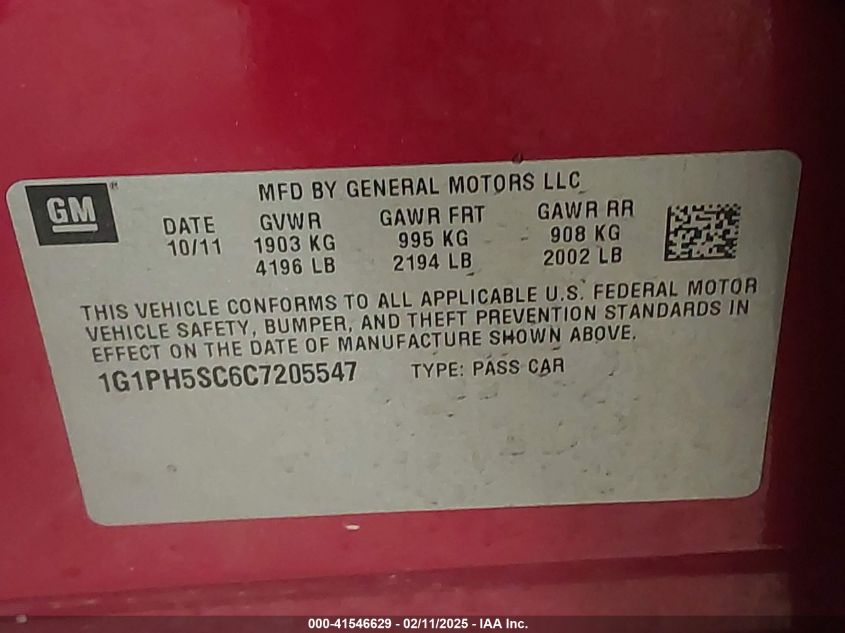 MFD BY GENERAL MOTORS LLC
GM®
DATE GVWR GAWR FRT GAWR RR
10/11 1903 KG 995 KG 908 KG
4196 LB 2194 LB 2002 LB
THIS VEHICLE CONFORMS TO ALL APPLICABLE U.S. FEDERAL MOTOR
VEHICLE SAFETY, BUMPER, AND THEFT PREVENTION STANDARDS IN
EFFECT ON THE DATE OF MANUFACTURE SHOWN ABOVE.
1G1PH5SC6C7205547 TYPE: PASS CAR
000-41546629 - 02/11/2025 - IAA Inc.